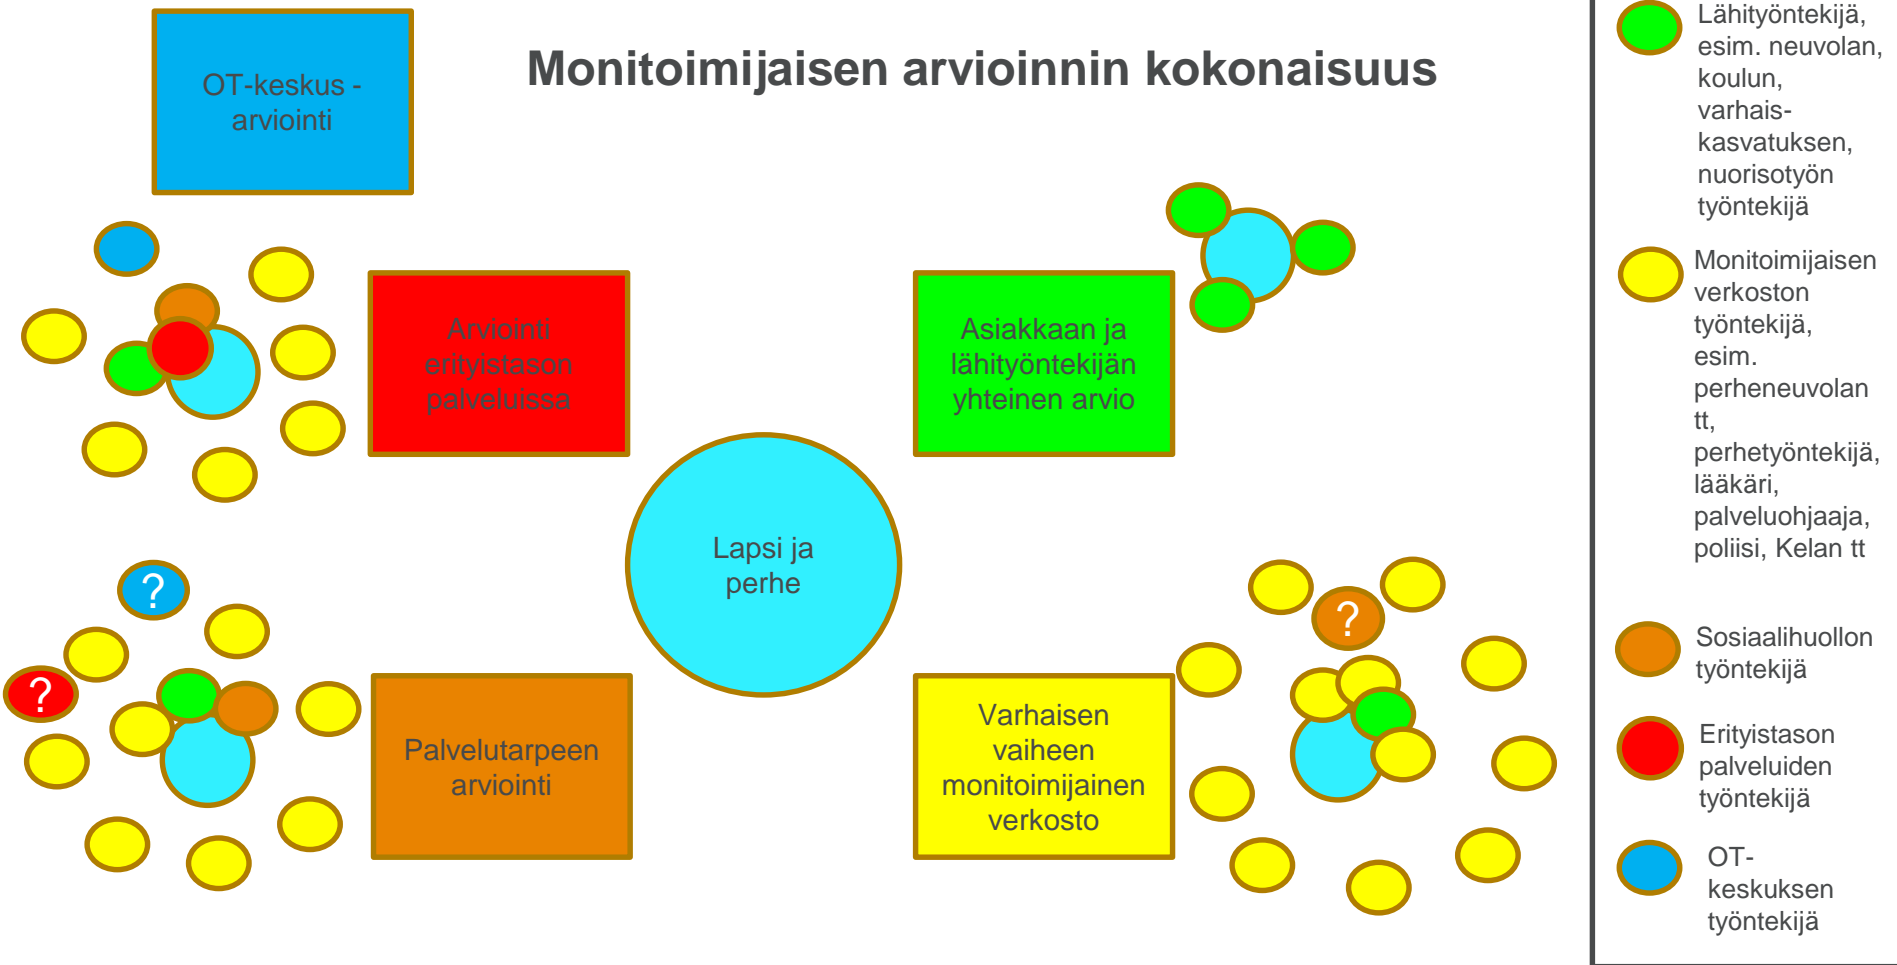 Monitoimijaisen arvioinnin kokonaisuus
OT-keskus -
arviointi
Arviointi
erityistason
palveluissa
Asiakkaan ja
lähityöntekijän
yhteinen arvio
Lapsi ja
perhe
?
?
Palvelutarpeen
arviointi
Varhaisen
vaiheen
monitoimijainen
verkosto
?
Lähityöntekijä,
esim. neuvolan,
koulun,
varhais-
kasvatuksen,
nuorisotyön
työntekijä
Monitoimijaisen
verkoston
työntekijä,
esim.
perheneuvolan
tt,
perhetyöntekijä,
lääkäri,
palveluohjaaja,
poliisi, Kelan tt
Sosiaalihuollon
työntekijä
Erityistason
palveluiden
työntekijä
OT-
keskuksen
työntekijä